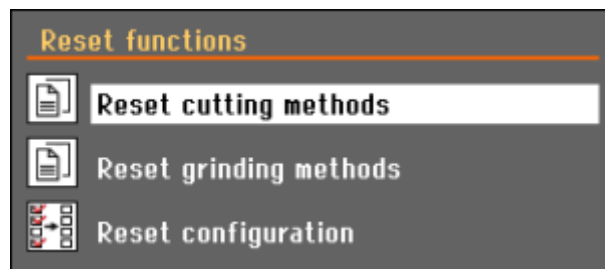 Reset functions
Reset cutting methods
Reset grinding methods
Reset configuration